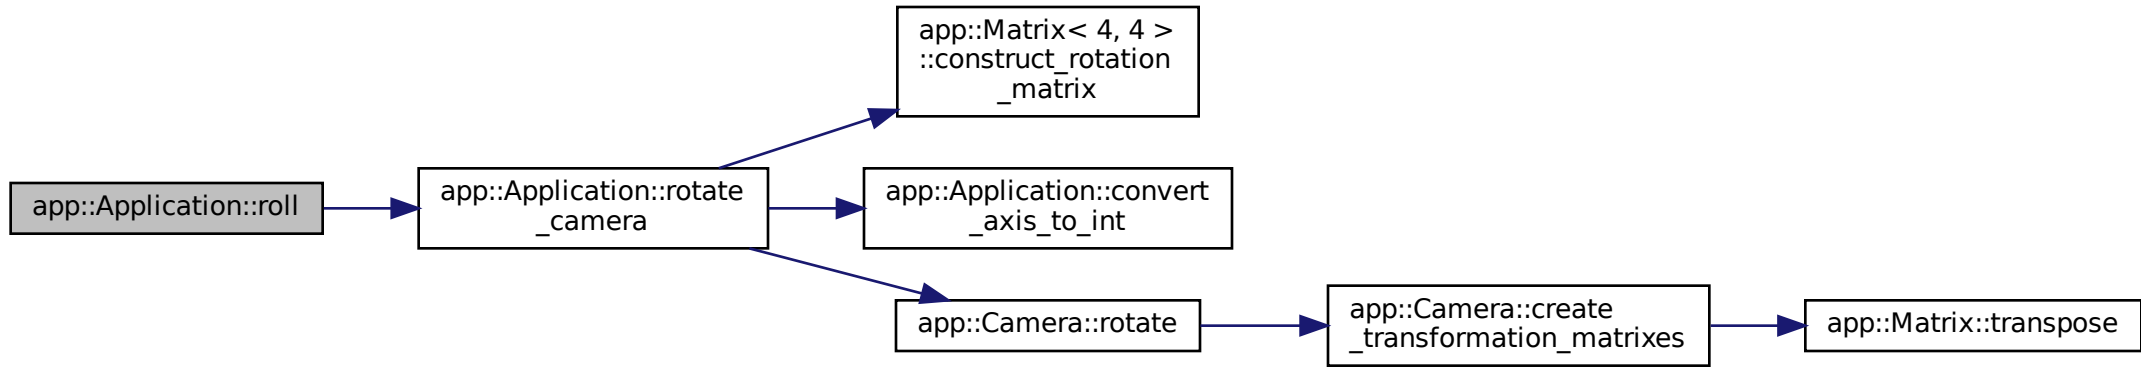 app::Application::roll
app::Application::rotate
_camera
app::Matrix< 4, 4 >
::construct_rotation
_matrix
app::Application::convert
_axis_to_int
app::Camera::rotate
app::Camera::create
_transformation_matrixes
app::Matrix::transpose